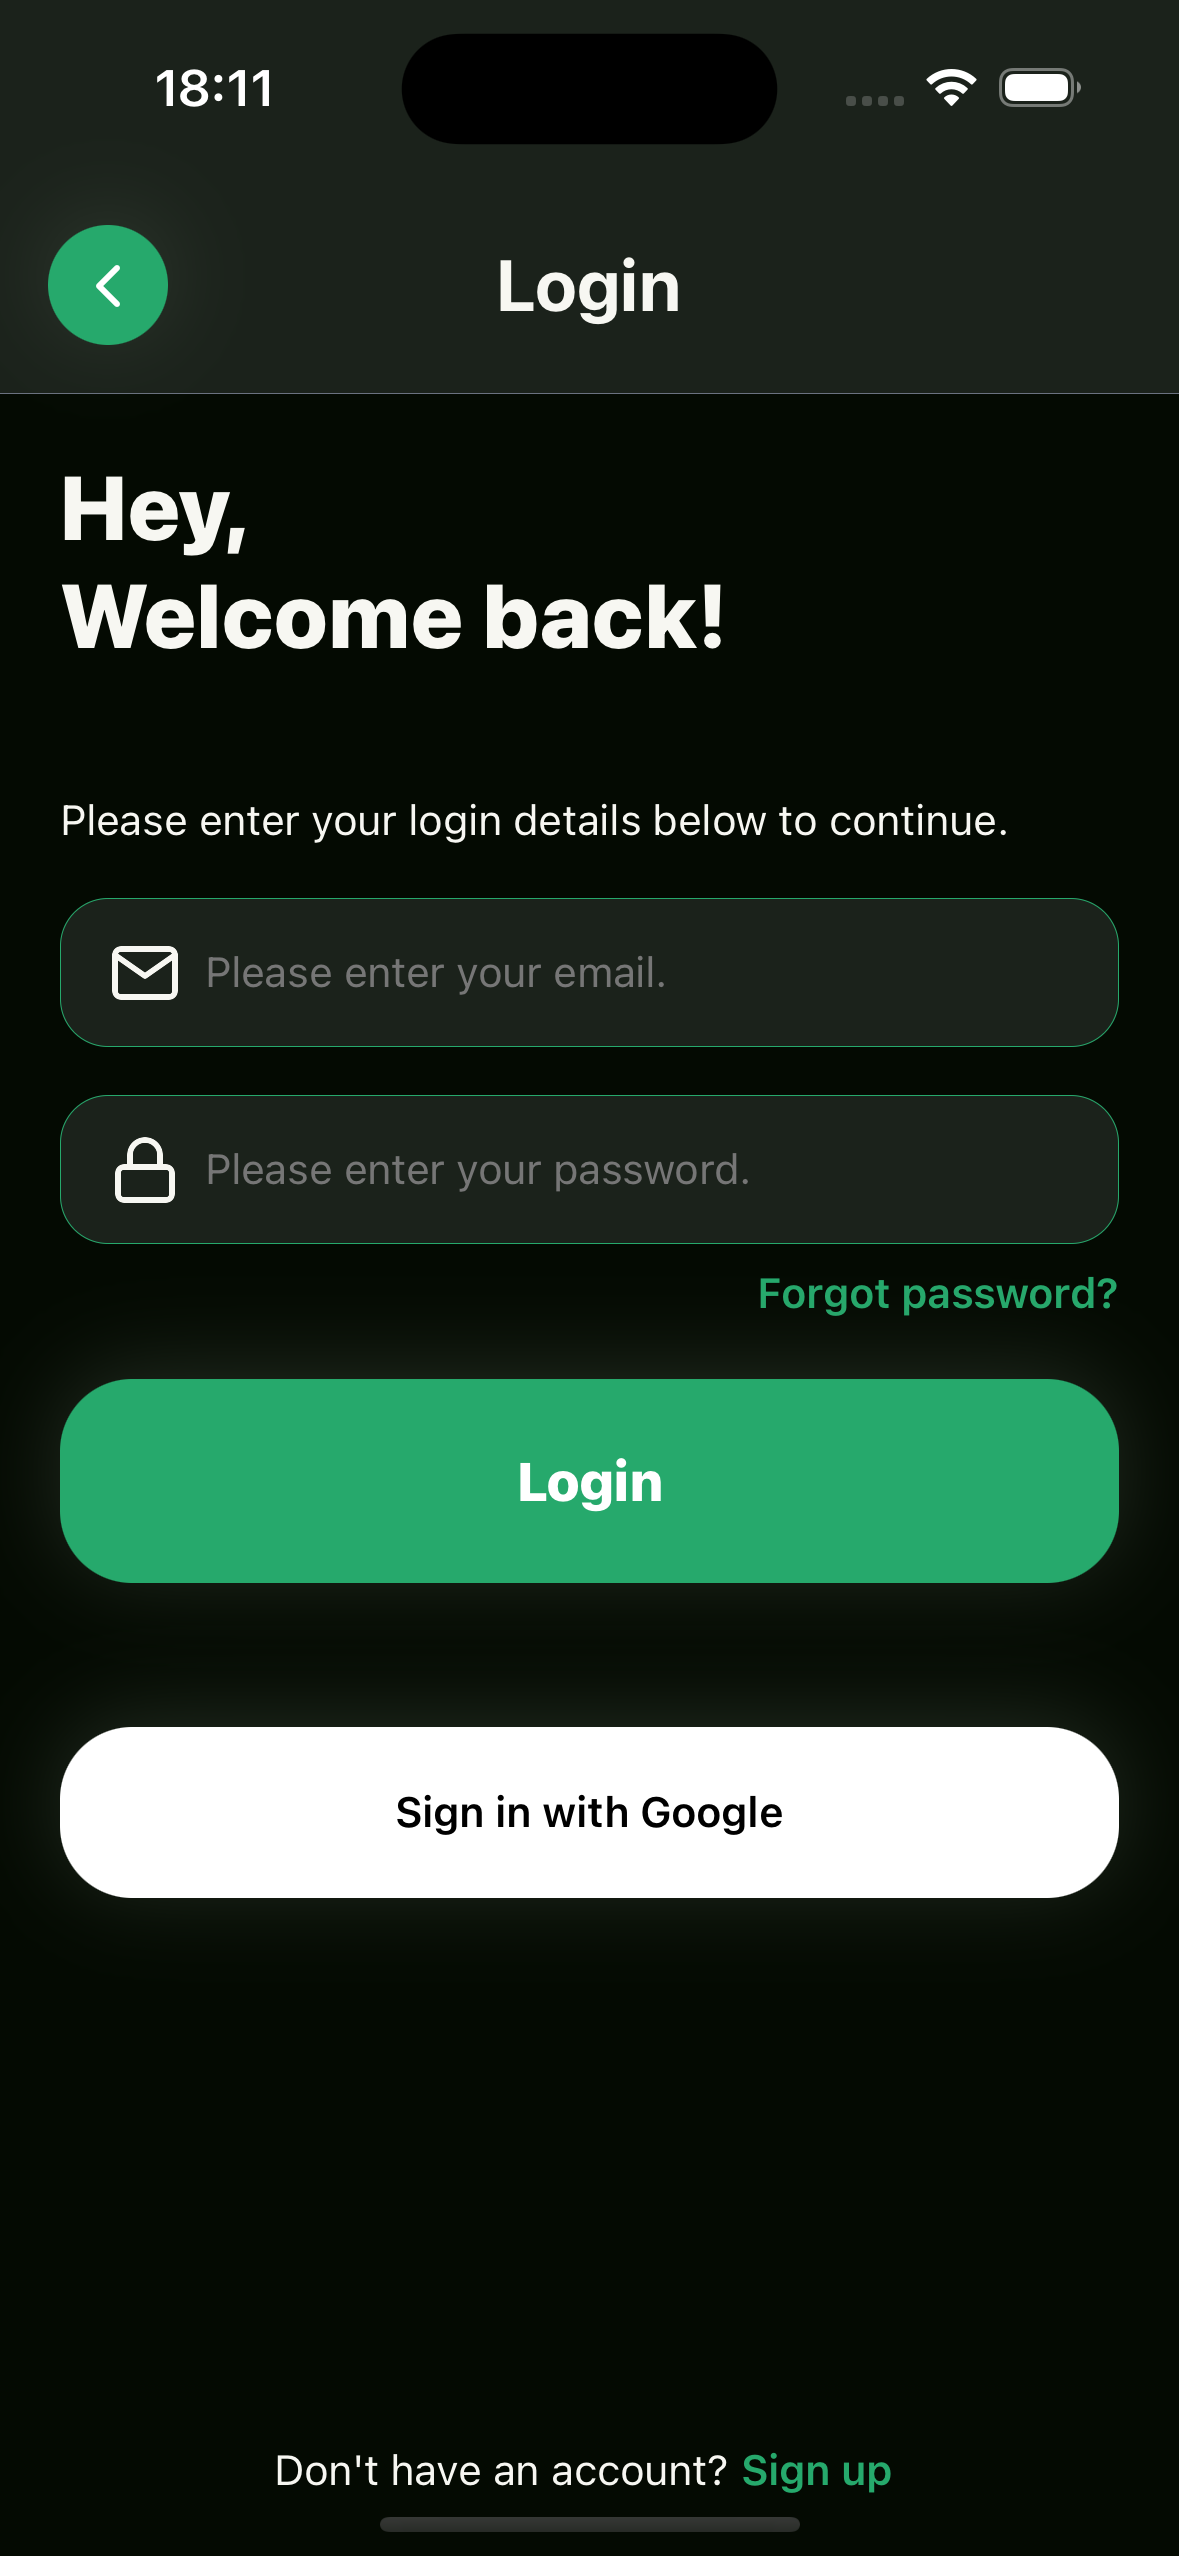 18:11
Login
Hey,
Welcome back!
Please enter your login details below to continue.
Please enter your email.
Please enter your password.
Forgot password?
Login
Sign in with Google
Don't have an account? Sign up